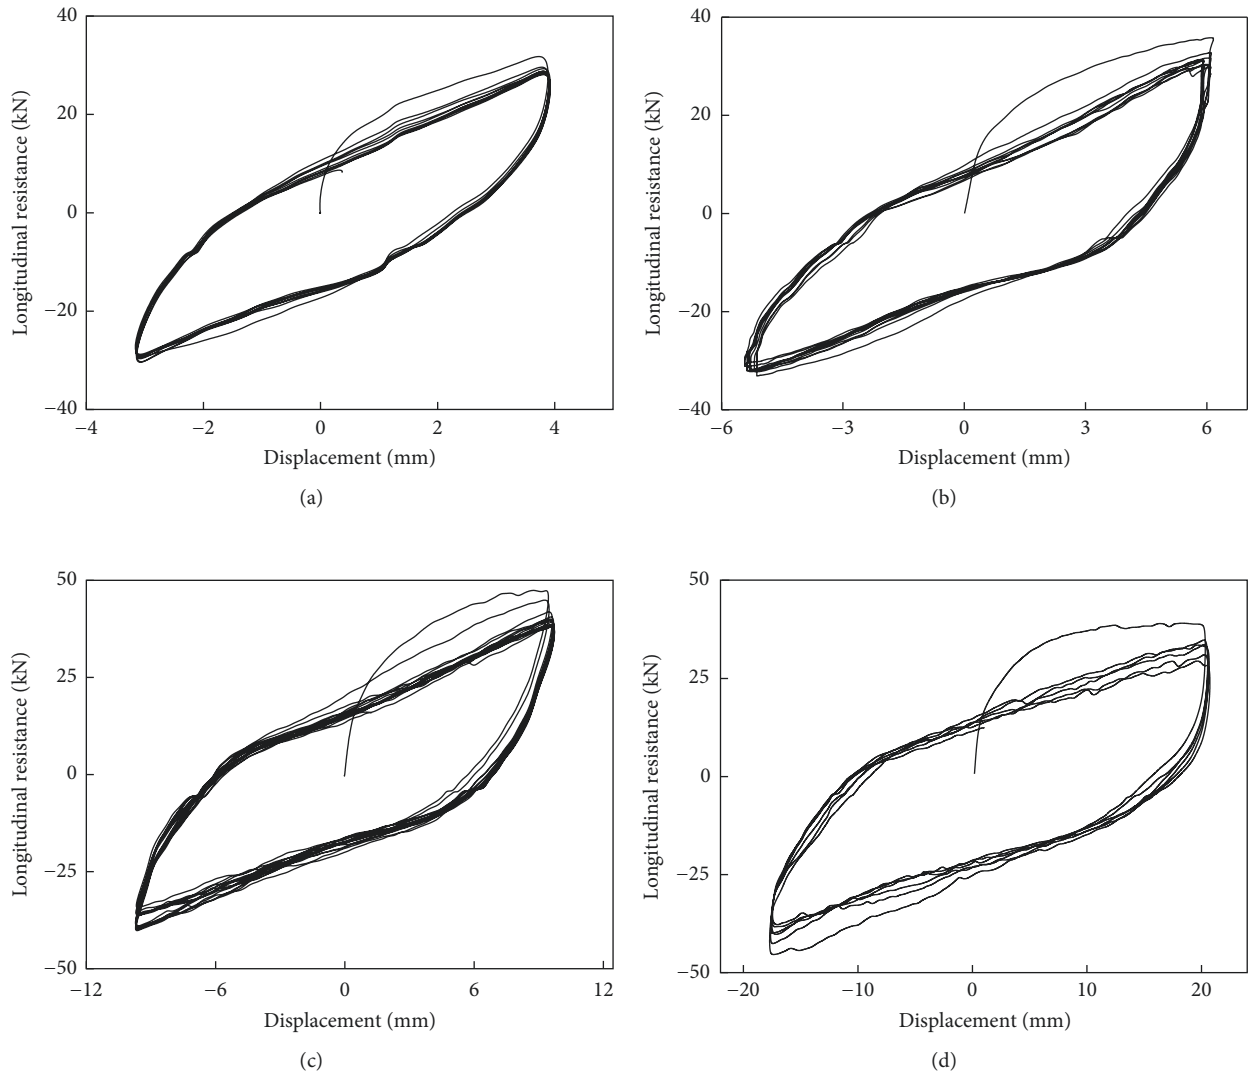 40
20
0
−20
−40
Longitudinal resistance (kN)
−4 −2 0 2 4
Displacement (mm)
(a)
40
20
0
−20
−40
Longitudinal resistance (kN)
−6 −3 0 3 6
Displacement (mm)
(b)
50
25
0
−25
−50
Longitudinal resistance (kN)
−12 −6 0 6 12
Displacement (mm)
(c)
50
25
0
−25
−50
Longitudinal resistance (kN)
−20 −10 0 10 20
Displacement (mm)
(d)